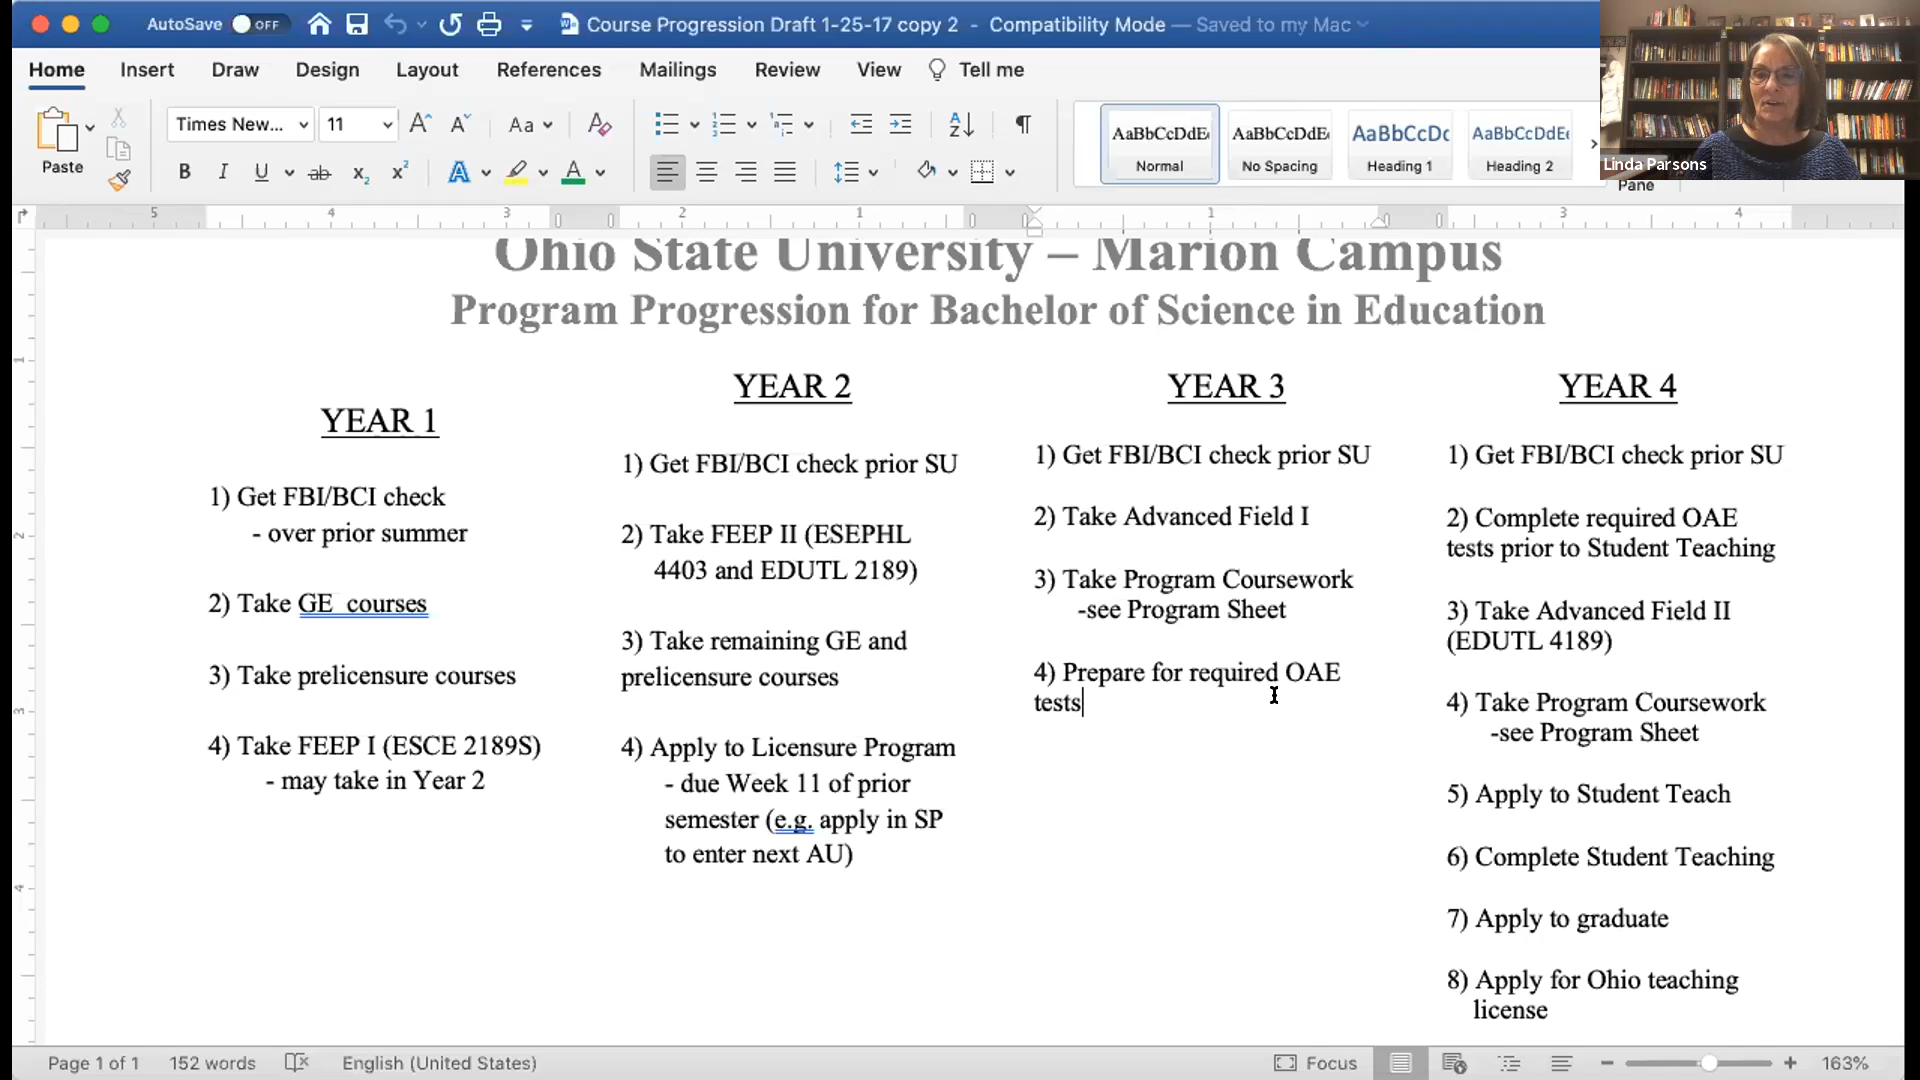 AutoSave OFF
Course Progression Draft 1-25-17 copy 2 - Compatibility Mode — Saved to my Mac
Home Insert Draw Design Layout References Mailings Review View Tell me
Paste
Times New... 11
AaBbCcDdE
Normal
AaBbCcDdE
No Spacing
AaBbCcDc
Heading 1
AaBbCcDdEe
Heading 2
Pane
Linda Parsons
5 4 3 2 1 1 3 4
Ohio State University – Marion Campus
Program Progression for Bachelor of Science in Education
YEAR 1
1) Get FBI/BCI check
- over prior summer
2) Take GE courses
3) Take prelicensure courses
4) Take FEEP I (ESCE 2189S)
- may take in Year 2
YEAR 2
1) Get FBI/BCI check prior SU
2) Take FEEP II (ESEPHL
4403 and EDUTL 2189)
3) Take remaining GE and
prelicensure courses
4) Apply to Licensure Program
- due Week 11 of prior
semester (e.g. apply in SP
to enter next AU)
YEAR 3
1) Get FBI/BCI check prior SU
2) Take Advanced Field I
3) Take Program Coursework
-see Program Sheet
4) Prepare for required OAE
tests
YEAR 4
1) Get FBI/BCI check prior SU
2) Complete required OAE
tests prior to Student Teaching
3) Take Advanced Field II
(EDUTL 4189)
4) Take Program Coursework
-see Program Sheet
5) Apply to Student Teach
6) Complete Student Teaching
7) Apply to graduate
8) Apply for Ohio teaching
license
Page 1 of 1 152 words English (United States) Focus 163%